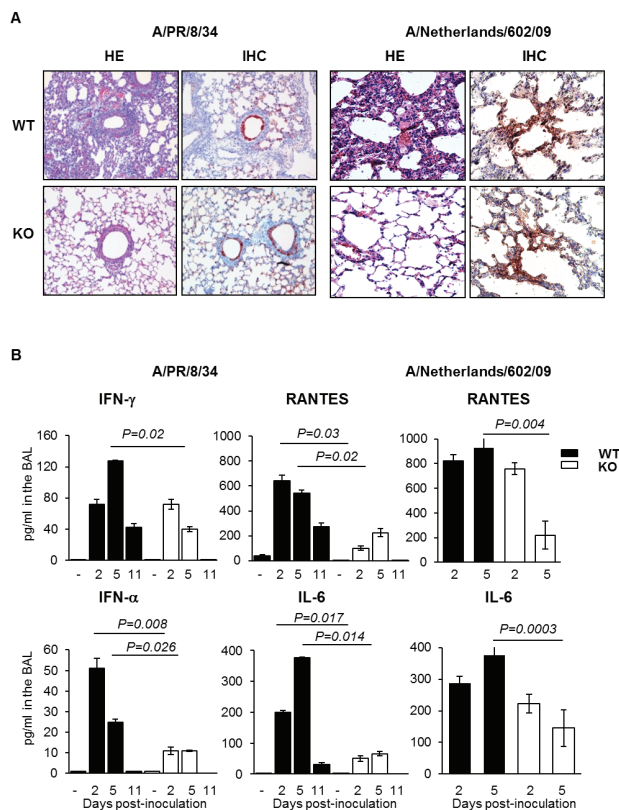 A
A/PR/8/34 A/Netherlands/602/09
HE IHC HE IHC
WT
KO
B
A/PR/8/34 A/Netherlands/602/09
IFN-γ RANTES RANTES
P=0.02 P=0.03 P=0.02 P=0.004
WT
KO
pg/ml in the BAL
160 120 80 40 0
1000 800 600 400 200 0
1000 800 600 400 200 0
- 2 5 11 - 2 5 11 - 2 5 11 - 2 5 11 2 5 2 5
IFN-α IL-6 IL-6
P=0.008 P=0.026 P=0.017 P=0.014 P=0.0003
pg/ml in the BAL
60 50 40 30 20 10 0
400 300 200 100 0
400 300 200 100 0
- 2 5 11 - 2 5 11 - 2 5 11 - 2 5 11 2 5 2 5
Days post-inoculation Days post-inoculation Days post-inoculation